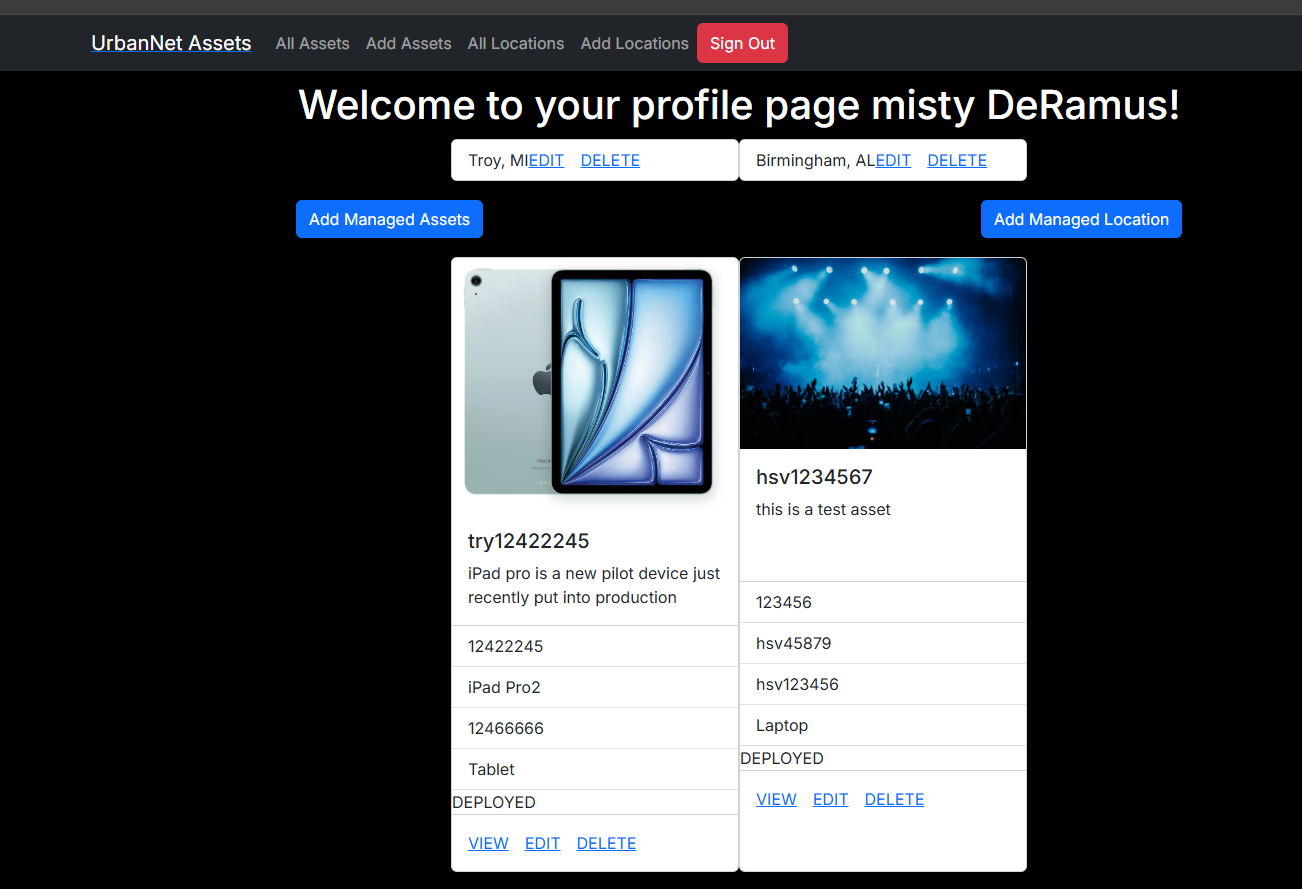 UrbanNet Assets All Assets Add Assets All Locations Add Locations Sign Out
Welcome to your profile page misty DeRamus!
Troy, MIEDIT DELETE
Birmingham, ALEDIT DELETE
Add Managed Assets
Add Managed Location
try12422245
iPad pro is a new pilot device just
recently put into production
12422245
iPad Pro2
12466666
Tablet
DEPLOYED
VIEW EDIT DELETE
hsv1234567
this is a test asset
123456
hsv45879
hsv123456
Laptop
DEPLOYED
VIEW EDIT DELETE